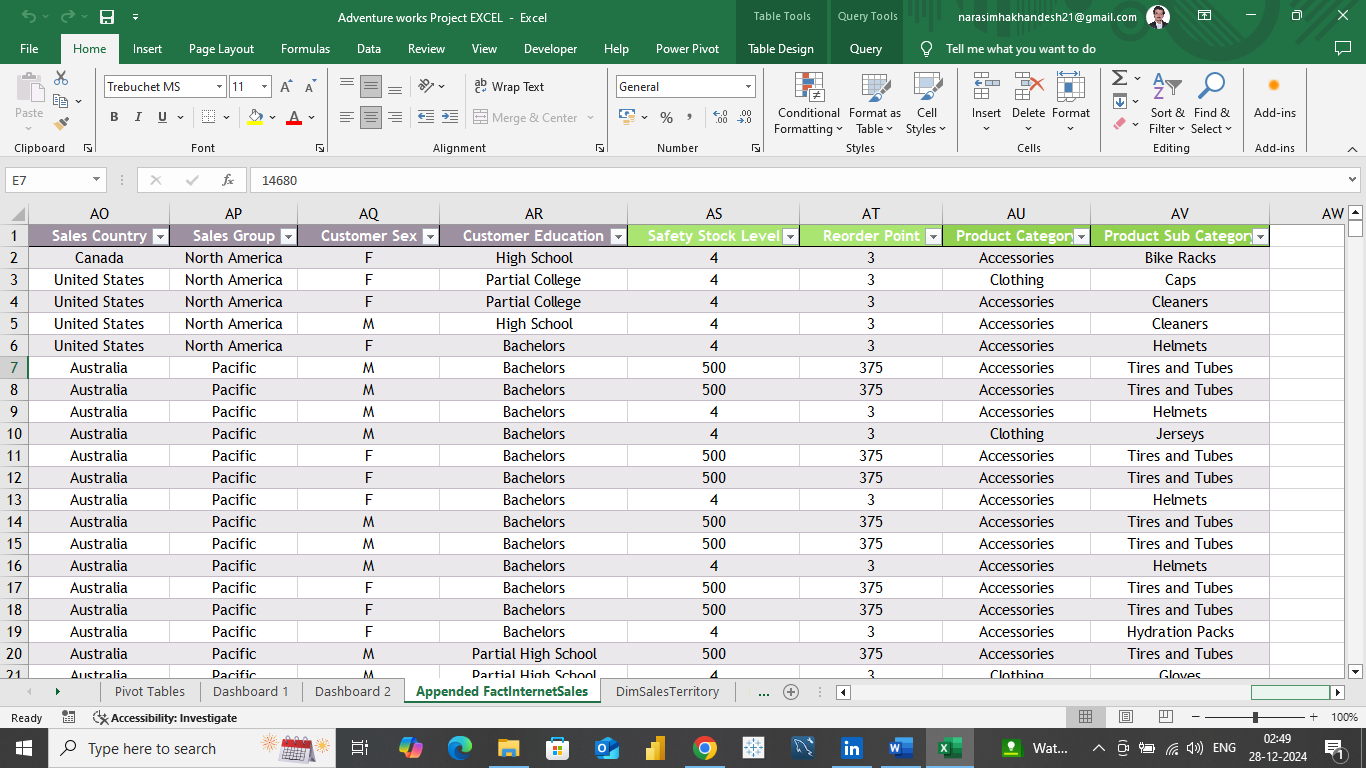 Adventure works Project EXCEL - Excel
Table Tools
Query Tools
narasimhakhandesh21@gmail.com
File Home Insert Page Layout Formulas Data Review View Developer Help Power Pivot Table Design Query Tell me what you want to do
Paste
Trebuchet MS 11
B I U
Wrap Text
Merge & Center
General
Conditional Formatting
Format as Table
Cell Styles
Insert Delete Format
Sort & Filter
Find & Select
Add-ins
Clipboard Font Alignment Number Styles Cells Editing Add-ins
E7 fx 14680
AO AP AQ AR AS AT AU AV AW
1 Sales Country Sales Group Customer Sex Customer Education Safety Stock Level Reorder Point Product Category Product Sub Category
2 Canada North America F High School 4 3 Accessories Bike Racks
3 United States North America F Partial College 4 3 Clothing Caps
4 United States North America F Partial College 4 3 Accessories Cleaners
5 United States North America M High School 4 3 Accessories Cleaners
6 United States North America F Bachelors 4 3 Accessories Helmets
7 Australia Pacific M Bachelors 500 375 Accessories Tires and Tubes
8 Australia Pacific M Bachelors 500 375 Accessories Tires and Tubes
9 Australia Pacific M Bachelors 4 3 Accessories Helmets
10 Australia Pacific M Bachelors 4 3 Clothing Jerseys
11 Australia Pacific F Bachelors 500 375 Accessories Tires and Tubes
12 Australia Pacific F Bachelors 500 375 Accessories Tires and Tubes
13 Australia Pacific F Bachelors 4 3 Accessories Helmets
14 Australia Pacific M Bachelors 500 375 Accessories Tires and Tubes
15 Australia Pacific M Bachelors 500 375 Accessories Tires and Tubes
16 Australia Pacific M Bachelors 4 3 Accessories Helmets
17 Australia Pacific F Bachelors 500 375 Accessories Tires and Tubes
18 Australia Pacific F Bachelors 500 375 Accessories Tires and Tubes
19 Australia Pacific F Bachelors 4 3 Accessories Hydration Packs
20 Australia Pacific M Partial High School 500 375 Accessories Tires and Tubes
21 Australia Pacific M Partial High School 4 3 Clothing Gloves
Pivot Tables Dashboard 1 Dashboard 2 Appended FactInternetSales DimSalesTerritory ...
Ready Accessibility: Investigate 100%
Type here to search
Wat...
ENG
02:49
28-12-2024
1